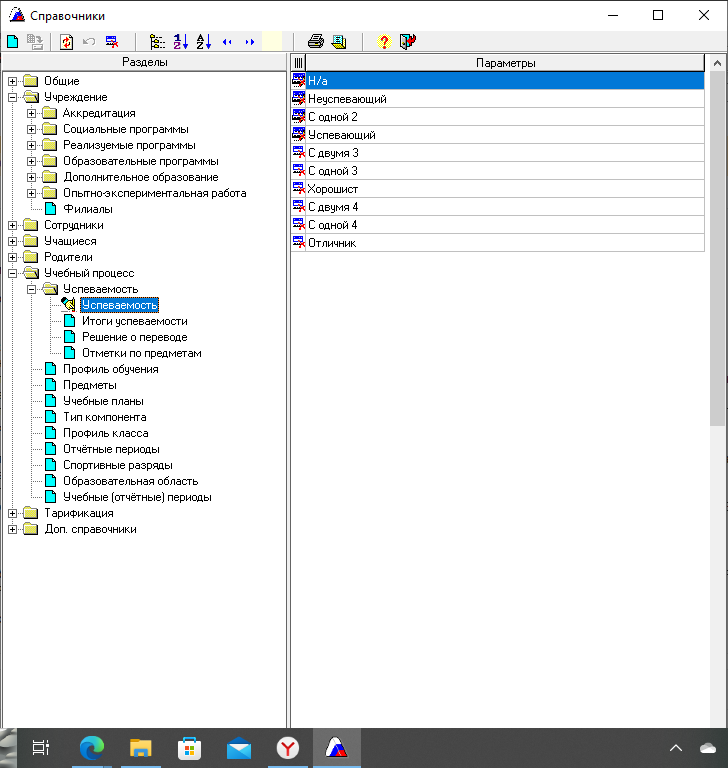 Справочники
Разделы
Общие
Учреждение
Аккредитация
Социальные программы
Реализуемые программы
Образовательные программы
Дополнительное образование
Опытно-экспериментальная работа
Филиалы
Сотрудники
Учащиеся
Родители
Учебный процесс
Успеваемость
Успеваемость
Итоги успеваемости
Решение о переводе
Отметки по предметам
Профиль обучения
Предметы
Учебные планы
Тип компонента
Профиль класса
Отчётные периоды
Спортивные разряды
Образовательная область
Учебные (отчётные) периоды
Тарификация
Доп. справочники
Параметры
Н/а
Неуспевающий
С одной 2
Успевающий
С двумя 3
С одной 3
Хорошист
С двумя 4
С одной 4
Отличник